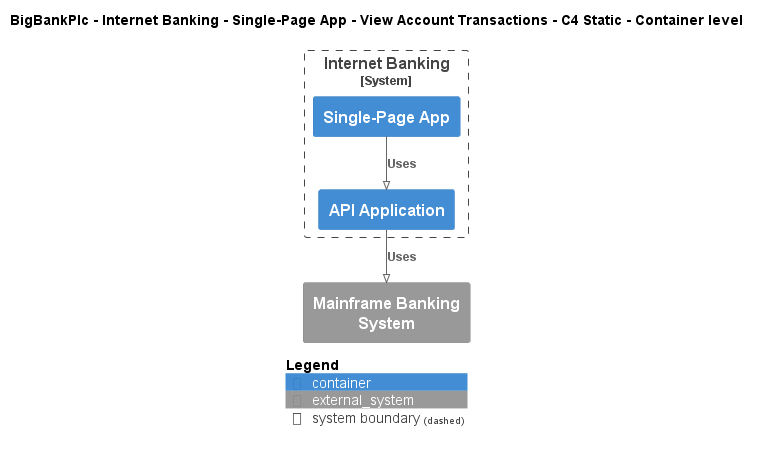 BigBankPlc - Internet Banking - Single-Page App - View Account Transactions - C4 Static - Container level
Internet Banking
[System]
Single-Page App
Uses
API Application
Uses
Mainframe Banking
System
Legend
container
external_system
system boundary (dashed)